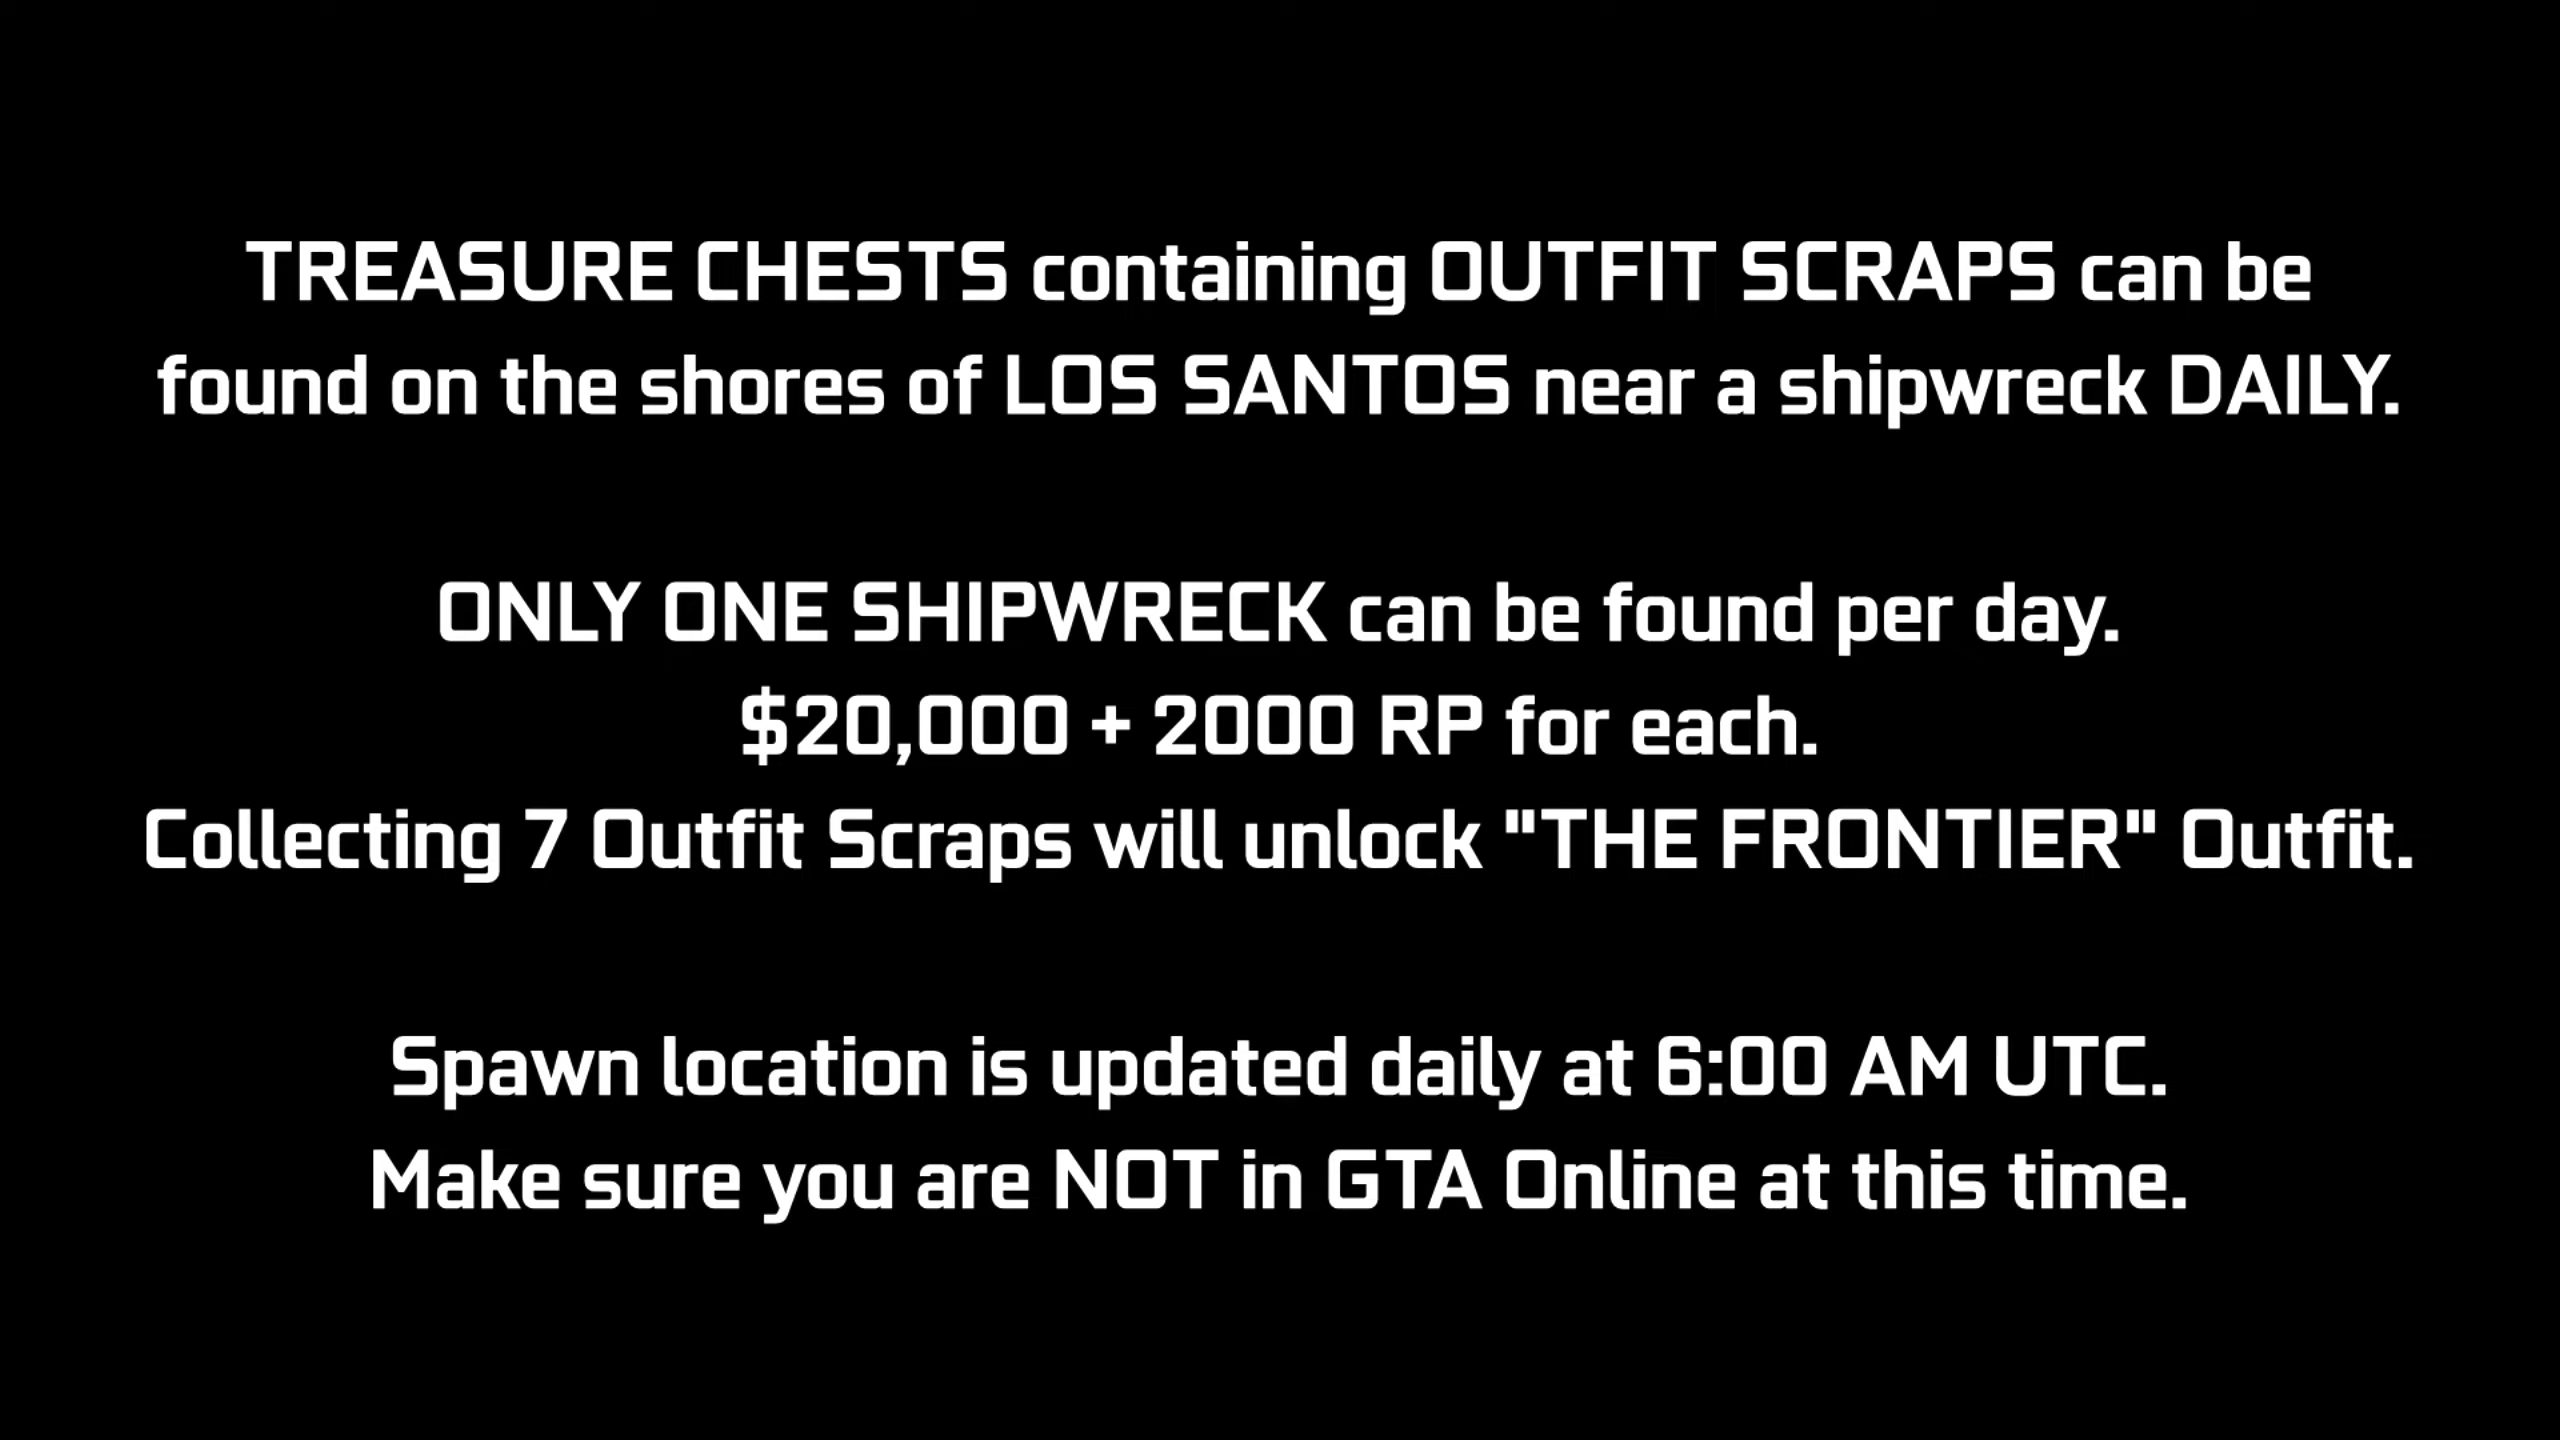 TREASURE CHESTS containing OUTFIT SCRAPS can be
found on the shores of LOS SANTOS near a shipwreck DAILY.
ONLY ONE SHIPWRECK can be found per day.
$20,000 + 2000 RP for each.
Collecting 7 Outfit Scraps will unlock "THE FRONTIER" Outfit.
Spawn location is updated daily at 6:00 AM UTC.
Make sure you are NOT in GTA Online at this time.